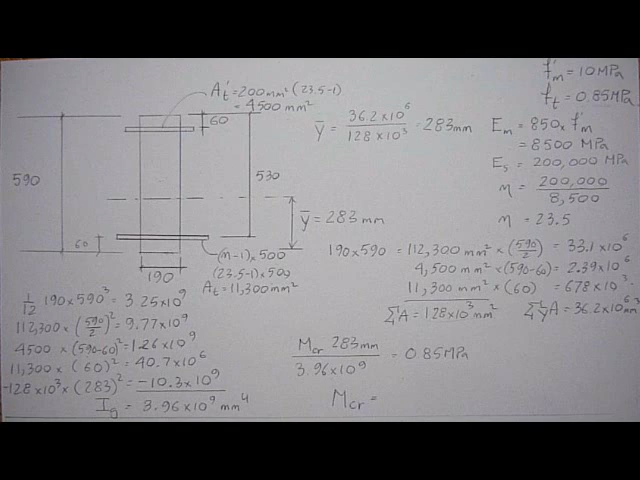 f'm = 10 MPa
ft = 0.85 MPa
A't = 200 mm² (23.5-1)
= 4500 mm²
60
590
530
ȳ = 283 mm
60
190
(n-1) x 500
(23.5-1) x 500
At = 11,300 mm²
ȳ = 36.2 x 10⁶ / 128 x 10³ = 283 mm
Em = 850 x f'm
= 8500 MPa
Es = 200,000 MPa
n = 200,000 / 8,500
n = 23.5
190 x 590 = 112,300 mm² x (590/2) = 33.1 x 10⁶
4,500 mm² x (590-60) = 2.39 x 10⁶
11,300 mm² x (60) = 678 x 10³
ΣA = 128 x 10³ mm² ΣȳA = 36.2 x 10⁶ mm³
1/12 190 x 590³ = 3.25 x 10⁹
112,300 x (590/2)² = 9.77 x 10⁹
4500 x (590-60)² = 1.26 x 10⁹
11,300 x (60)² = 40.7 x 10⁶
-128 x 10³ x (283)² = -10.3 x 10⁹
Ig = 3.96 x 10⁹ mm⁴
Mcr 283 mm / 3.96 x 10⁹ = 0.85 MPa
Mcr =